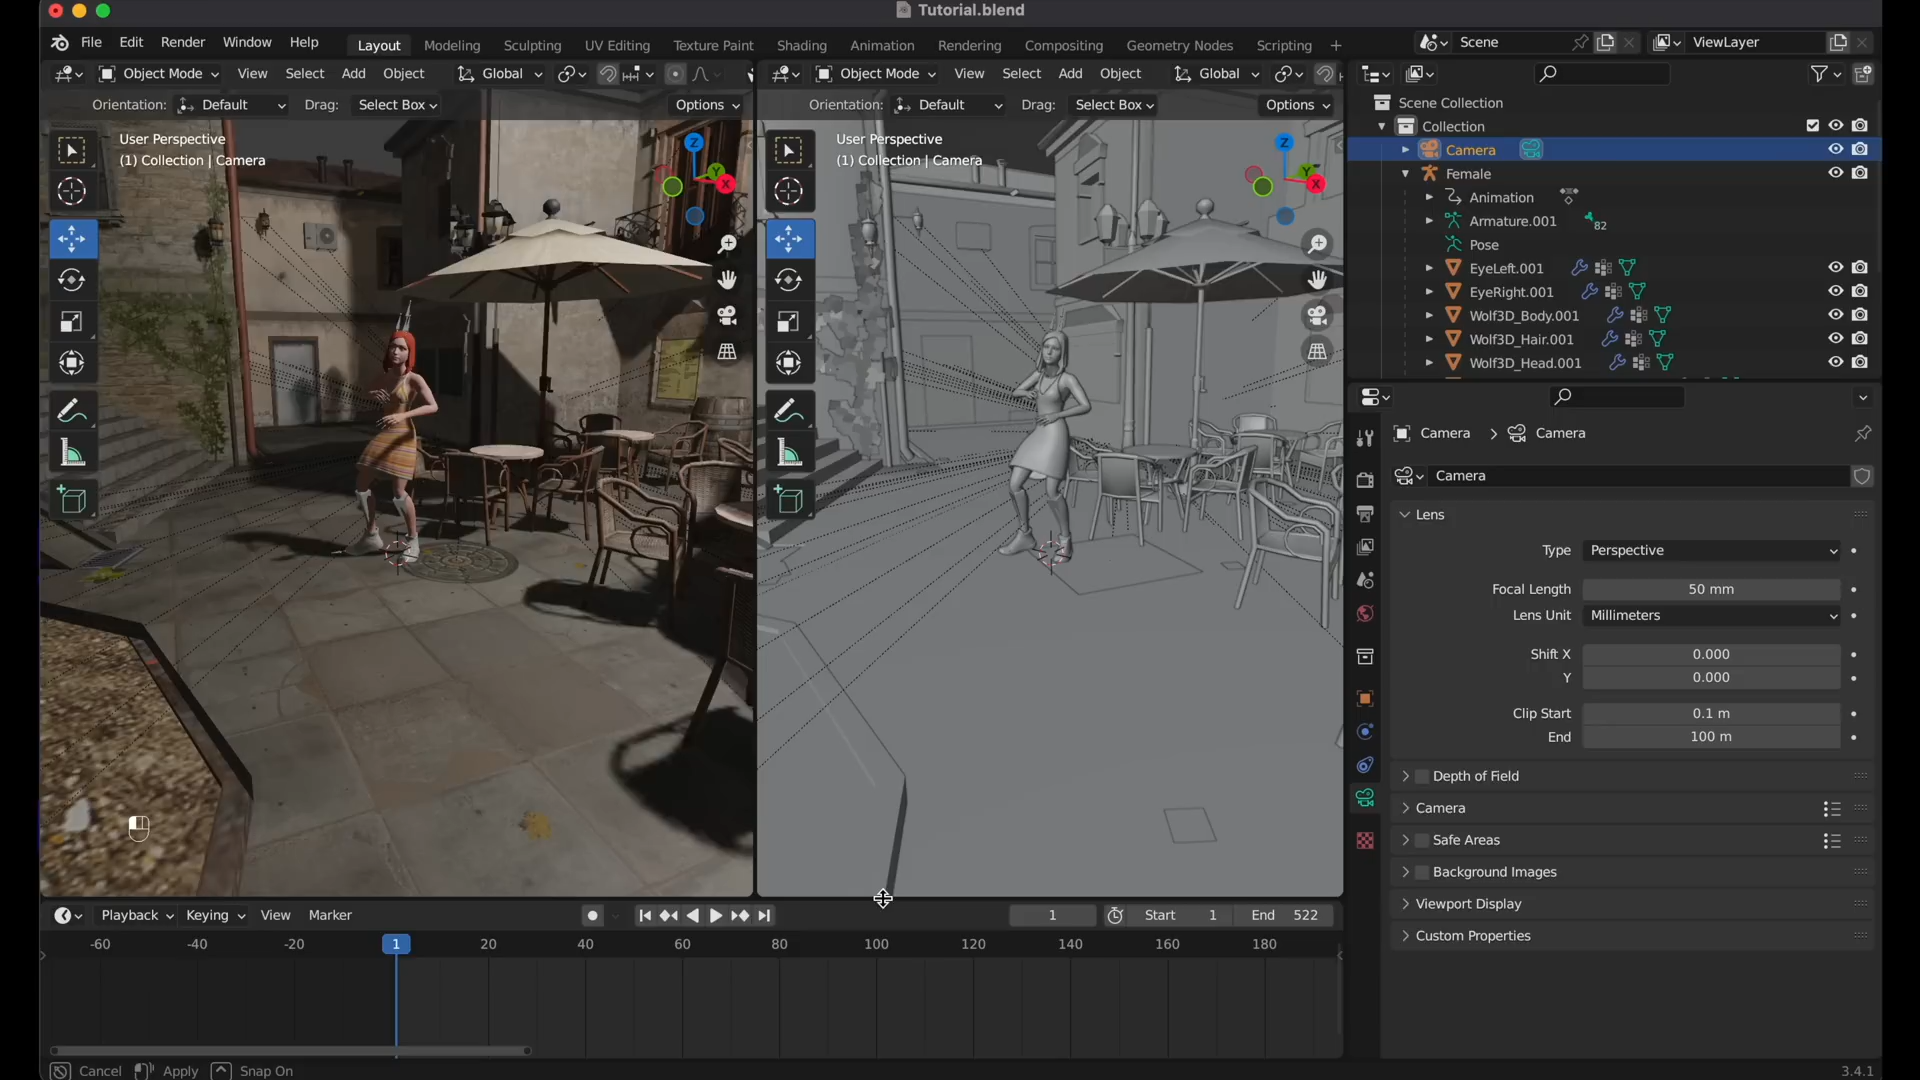 Tutorial.blend
File Edit Render Window Help Layout Modeling Sculpting UV Editing Texture Paint Shading Animation Rendering Compositing Geometry Nodes Scripting + Scene ViewLayer
Object Mode View Select Add Object Global
Orientation: Default Drag: Select Box Options
User Perspective
(1) Collection | Camera
Z
Y
X
Object Mode View Select Add Object Global
Orientation: Default Drag: Select Box Options
User Perspective
(1) Collection | Camera
Z
Y
X
Scene Collection
Collection
Camera
Female
Animation
Armature.001 82
Pose
EyeLeft.001
EyeRight.001
Wolf3D_Body.001
Wolf3D_Hair.001
Wolf3D_Head.001
Camera > Camera
Camera
Lens
Type Perspective
Focal Length 50 mm
Lens Unit Millimeters
Shift X 0.000
Y 0.000
Clip Start 0.1 m
End 100 m
Depth of Field
Camera
Safe Areas
Background Images
Viewport Display
Custom Properties
Playback Keying View Marker 1 Start 1 End 522
-60 -40 -20 1 20 40 60 80 100 120 140 160 180
Cancel Apply Snap On 3.4.1